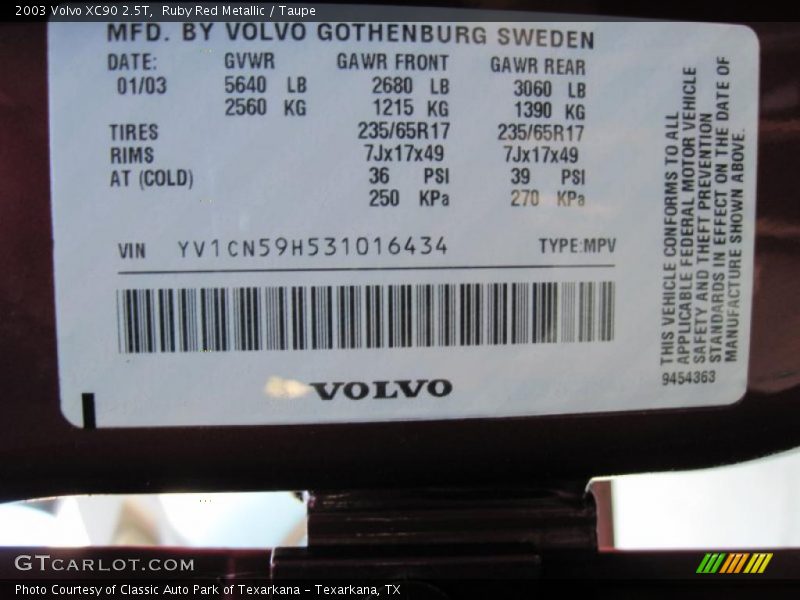 2003 Volvo XC90 2.5T, Ruby Red Metallic / Taupe
MFD. BY VOLVO GOTHENBURG SWEDEN
DATE: GVWR GAWR FRONT GAWR REAR
01/03 5640 LB 2680 LB 3060 LB
2560 KG 1215 KG 1390 KG
TIRES 235/65R17 235/65R17
RIMS 7Jx17x49 7Jx17x49
AT (COLD) 36 PSI 39 PSI
250 KPa 270 KPa
VIN YV1CN59H531016434 TYPE:MPV
VOLVO
THIS VEHICLE CONFORMS TO ALL
APPLICABLE FEDERAL MOTOR VEHICLE
SAFETY AND THEFT PREVENTION
STANDARDS IN EFFECT ON THE DATE OF
MANUFACTURE SHOWN ABOVE.
9454363
GTCARLOT.COM
Photo Courtesy of Classic Auto Park of Texarkana - Texarkana, TX